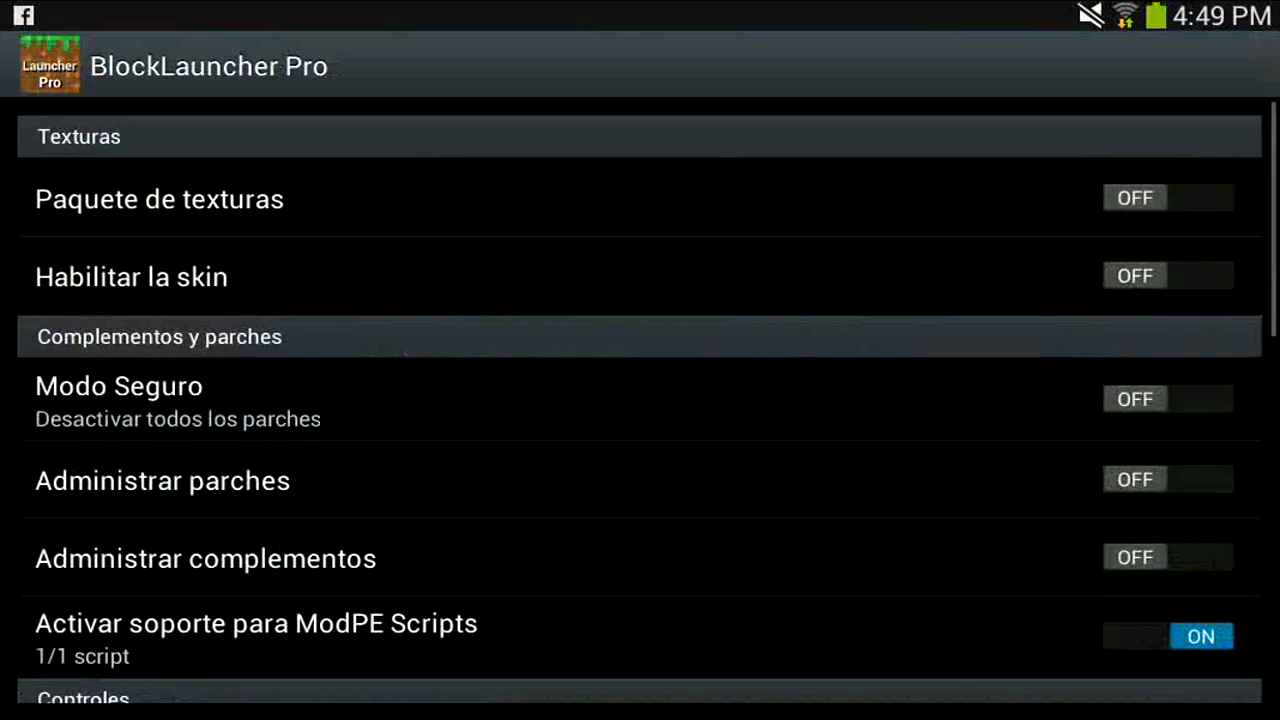 4:49 PM
Launcher
Pro
BlockLauncher Pro
Texturas
Paquete de texturas
OFF
Habilitar la skin
OFF
Complementos y parches
Modo Seguro
Desactivar todos los parches
OFF
Administrar parches
OFF
Administrar complementos
OFF
Activar soporte para ModPE Scripts
1/1 script
ON
Controles